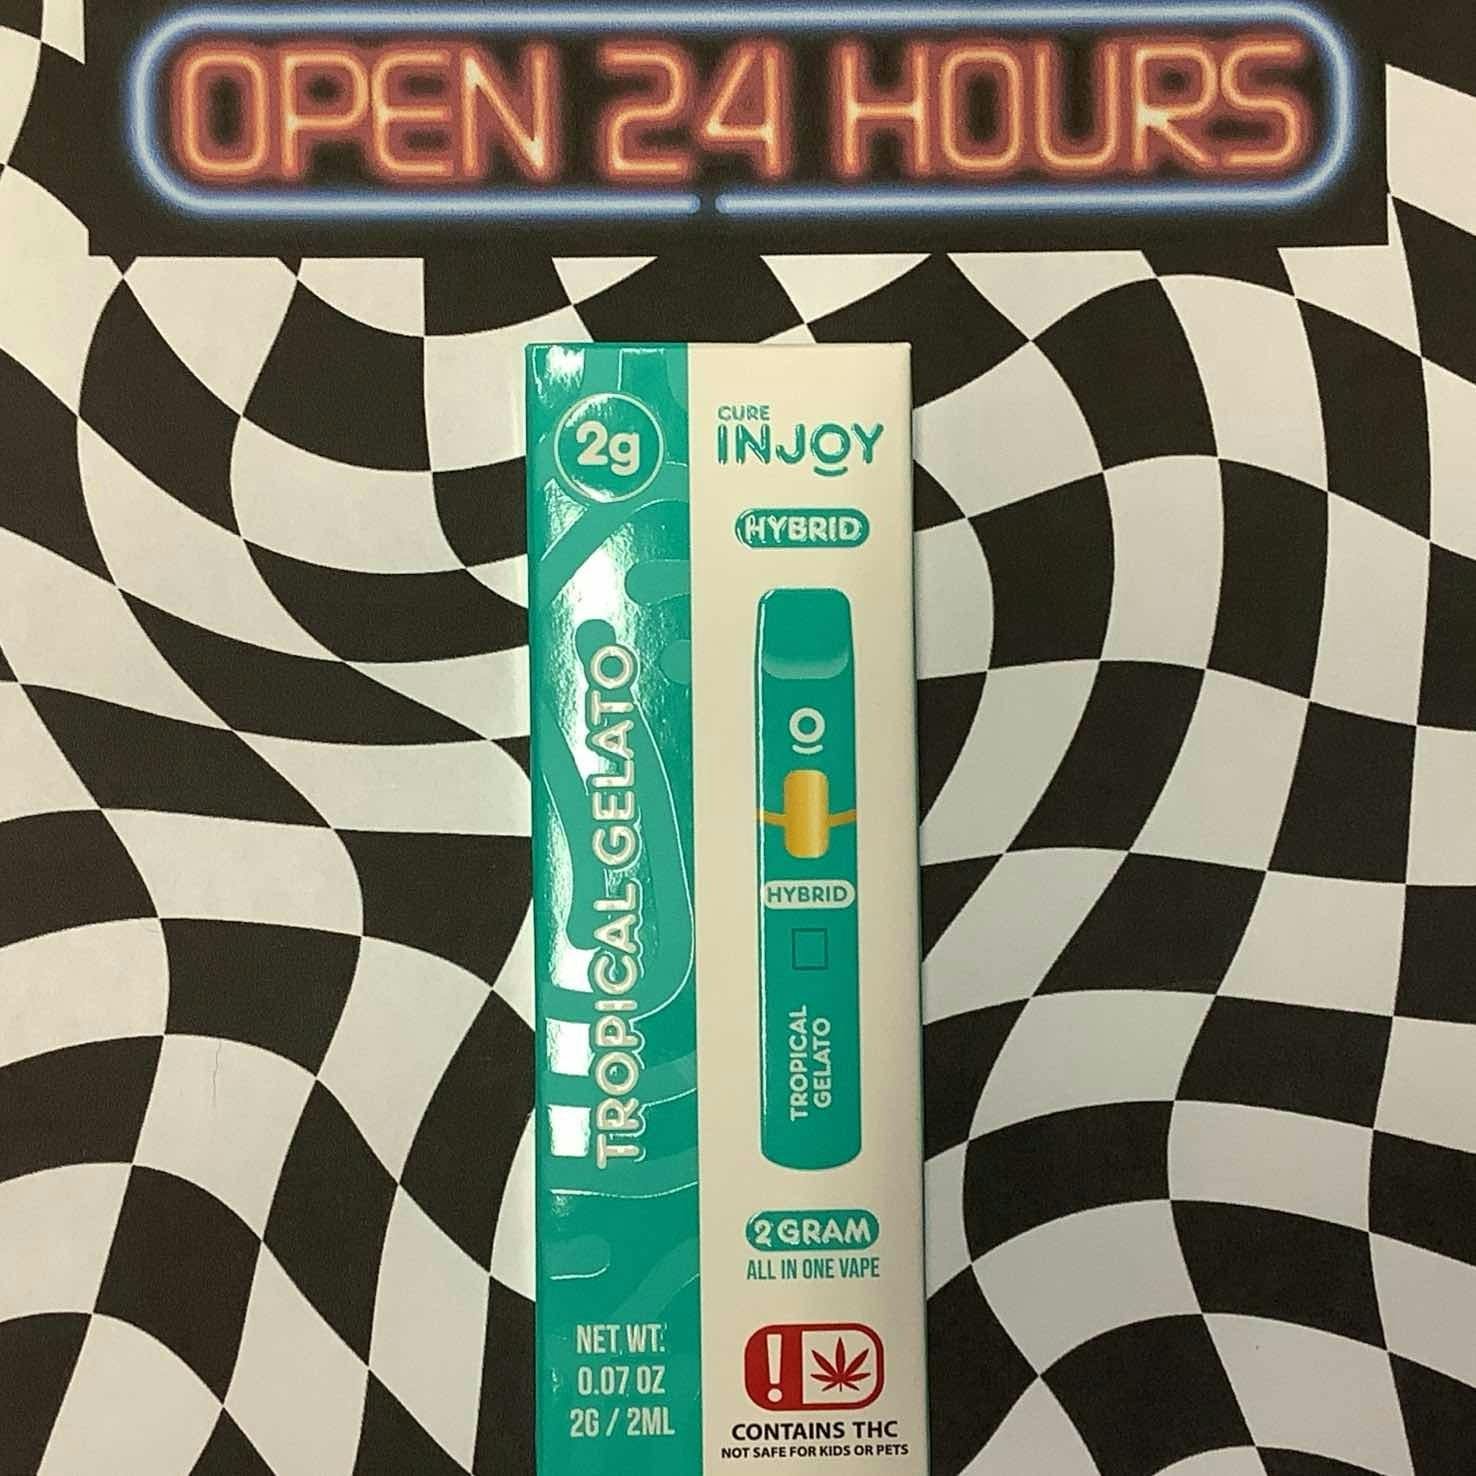 OPEN 24 HOURS
2g
TROPICAL GELATO
NET WT.
0.07 OZ
2G / 2ML
CURE
INJOY
HYBRID
HYBRID
TROPICAL
GELATO
2 GRAM
ALL IN ONE VAPE
!
CONTAINS THC
NOT SAFE FOR KIDS OR PETS